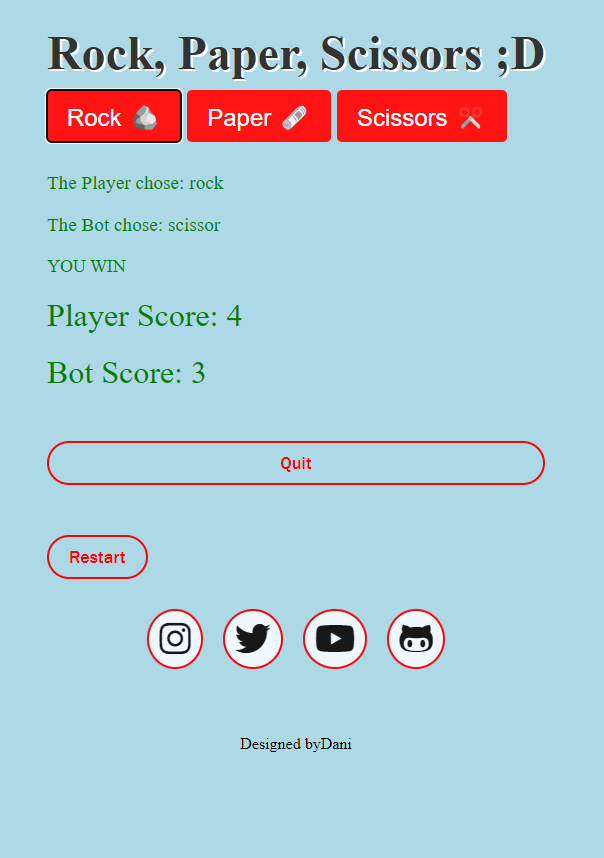 Rock, Paper, Scissors ;D
Rock Paper Scissors
The Player chose: rock
The Bot chose: scissor
YOU WIN
Player Score: 4
Bot Score: 3
Quit
Restart
Designed byDani